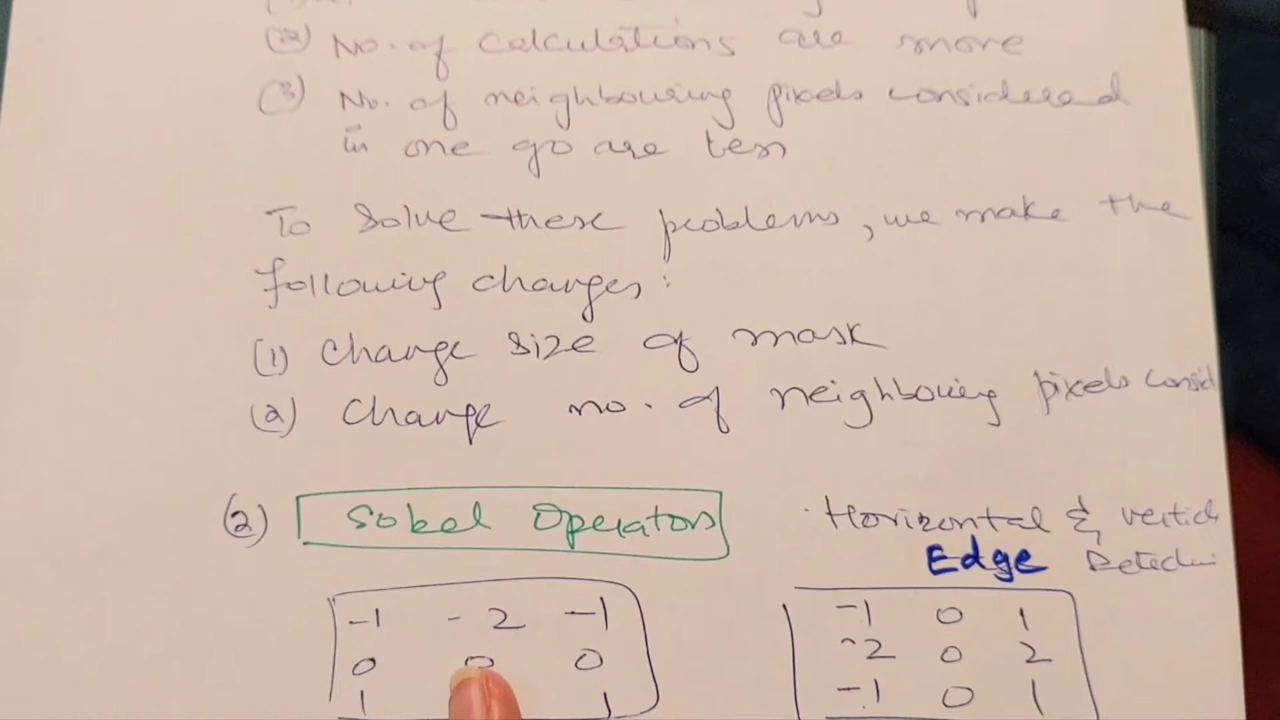 (2) No. of calculations are more
(3) No. of neighbouring pixels considered
in one go are less
To solve these problems, we make the
following changes:
(1) Change size of mask
(2) Change no. of neighbouring pixels consid
(2) Sobel Operators
Horizontal & vertic
Edge Detecti
-1 -2 -1
0 0 0
1 1
-1 0 1
-2 0 2
-1 0 1